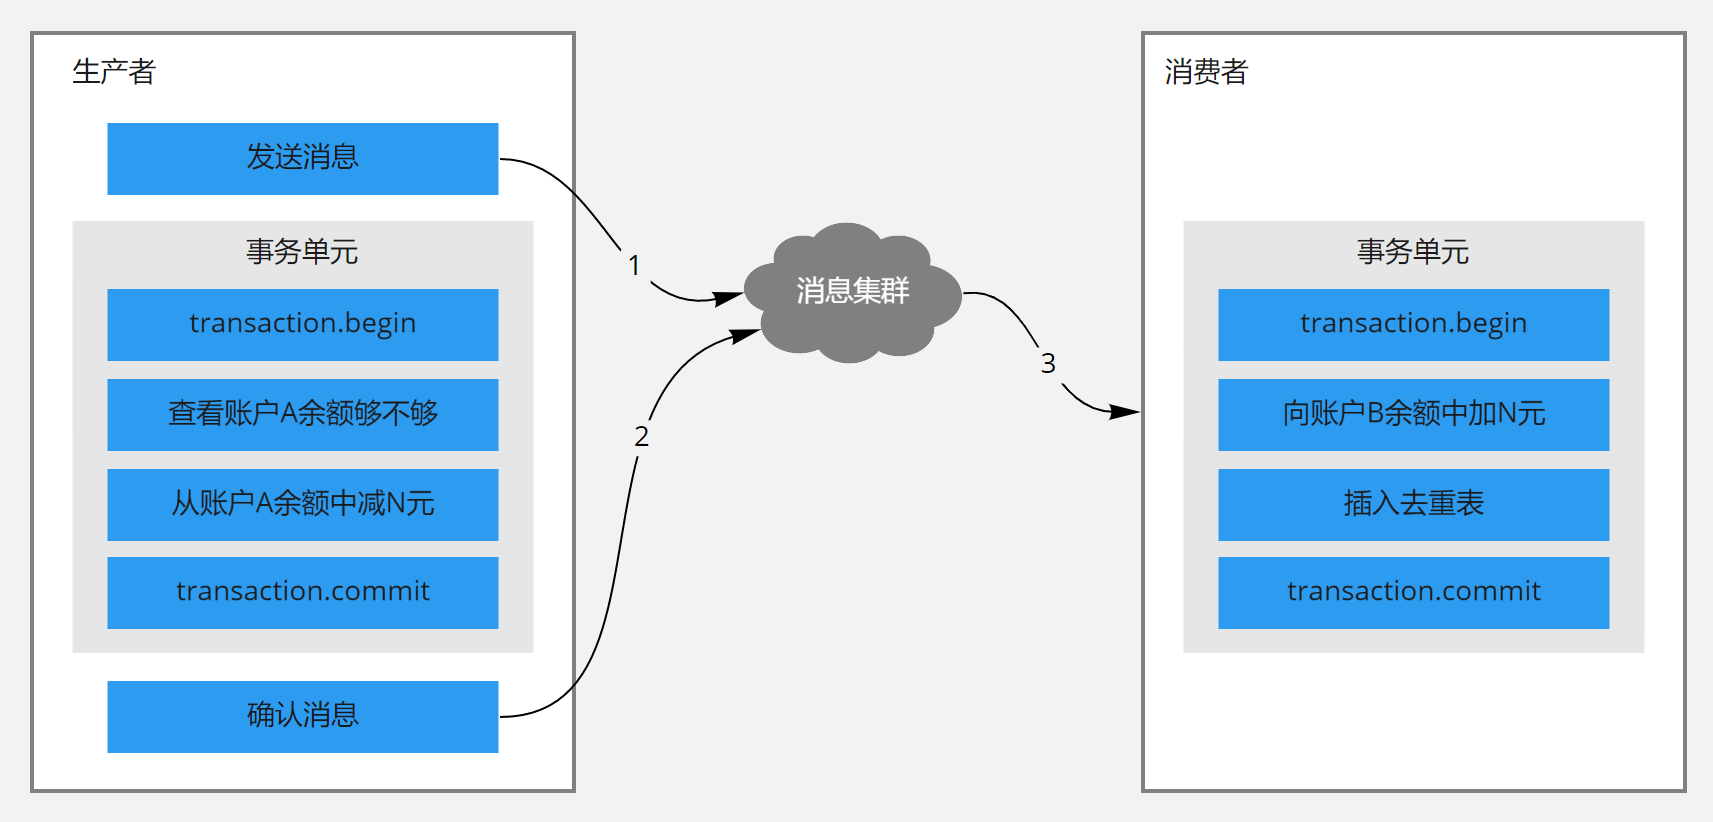 生产者
发送消息
事务单元
transaction.begin
查看账户A余额够不够
从账户A余额中减N元
transaction.commit
确认消息
1
2
消息集群
3
消费者
事务单元
transaction.begin
向账户B余额中加N元
插入去重表
transaction.commit